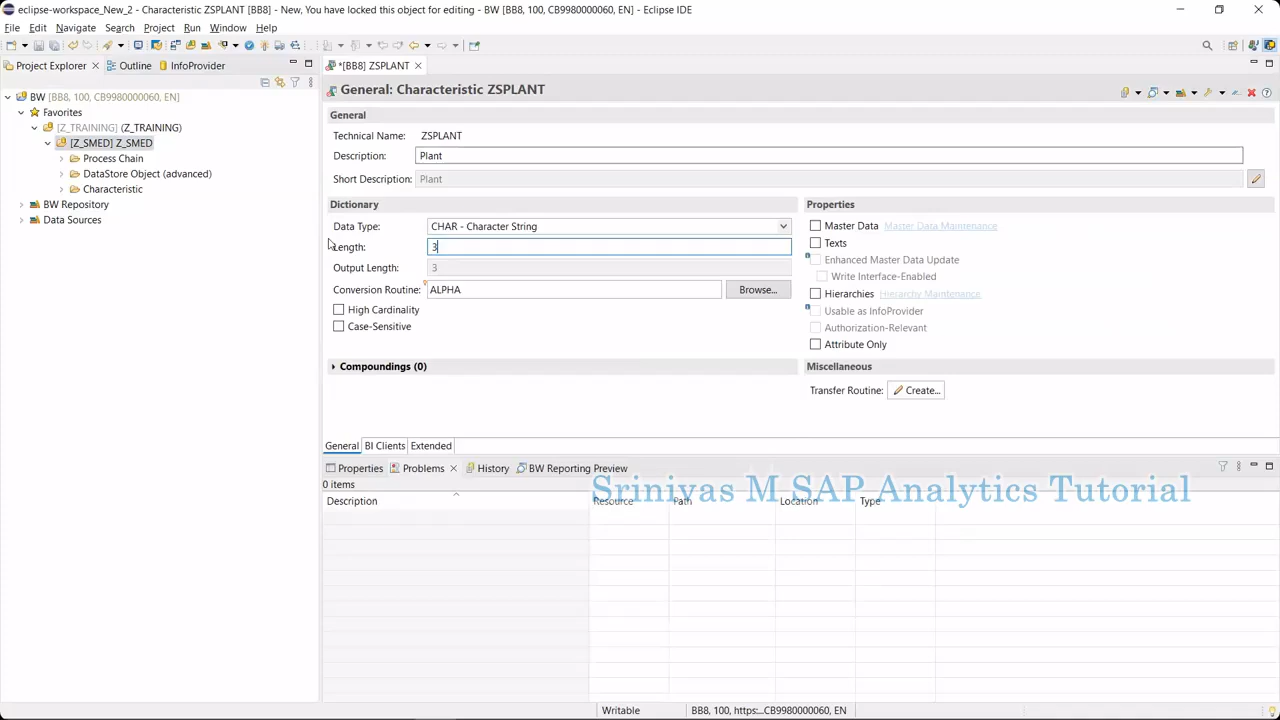 eclipse-workspace_New_2 - Characteristic ZSPLANT [BB8] - New, You have locked this object for editing - BW [BB8, 100, CB9980000060, EN] - Eclipse IDE
File Edit Navigate Search Project Run Window Help
Project Explorer Outline InfoProvider
*[BB8] ZSPLANT
General: Characteristic ZSPLANT
BW [BB8, 100, CB9980000060, EN]
Favorites
[Z_TRAINING] (Z_TRAINING)
[Z_SMED] Z_SMED
Process Chain
DataStore Object (advanced)
Characteristic
BW Repository
Data Sources
General
Technical Name: ZSPLANT
Description: Plant
Short Description: Plant
Dictionary
Data Type: CHAR - Character String
Length: 3
Output Length: 3
Conversion Routine: ALPHA Browse...
High Cardinality
Case-Sensitive
Compoundings (0)
Properties
Master Data Master Data Maintenance
Texts
Enhanced Master Data Update
Write Interface-Enabled
Hierarchies Hierarchy Maintenance
Usable as InfoProvider
Authorization-Relevant
Attribute Only
Miscellaneous
Transfer Routine: Create...
General BI Clients Extended
Properties Problems History BW Reporting Preview
0 items
Srinivas M SAP Analytics Tutorial
Description Resource Path Location Type
Writable BB8, 100, https:...CB9980000060, EN